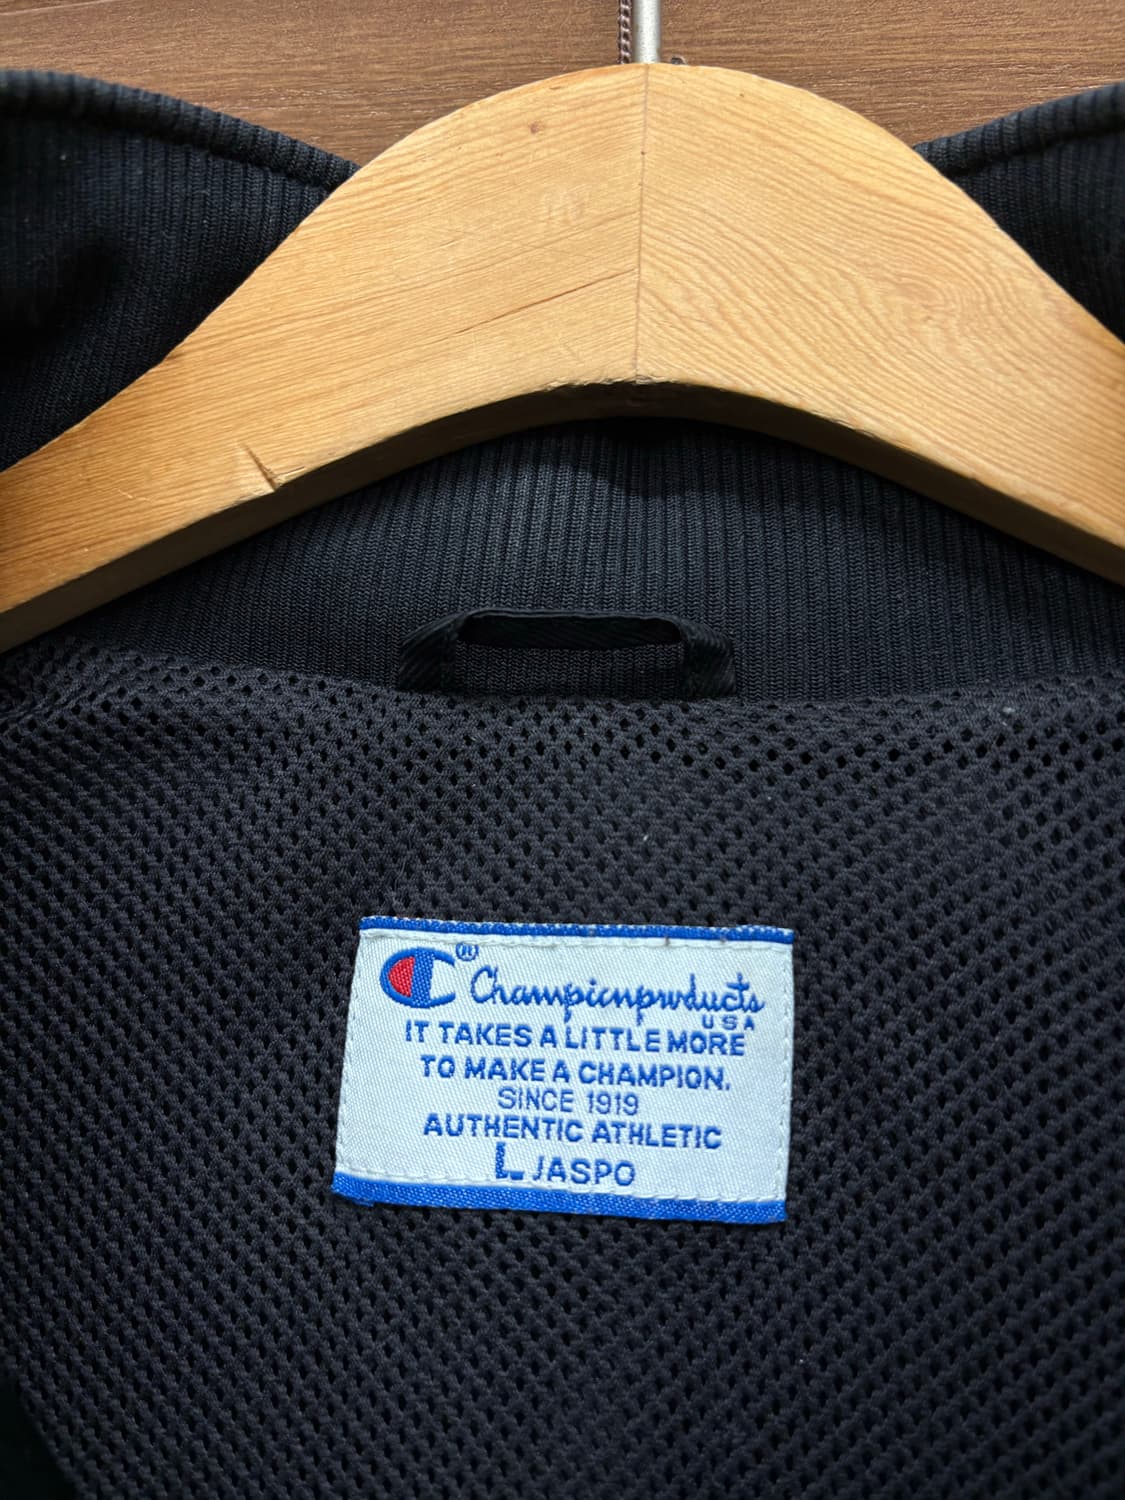 C® Championproducts
USA
IT TAKES A LITTLE MORE
TO MAKE A CHAMPION.
SINCE 1919
AUTHENTIC ATHLETIC
L JASPO